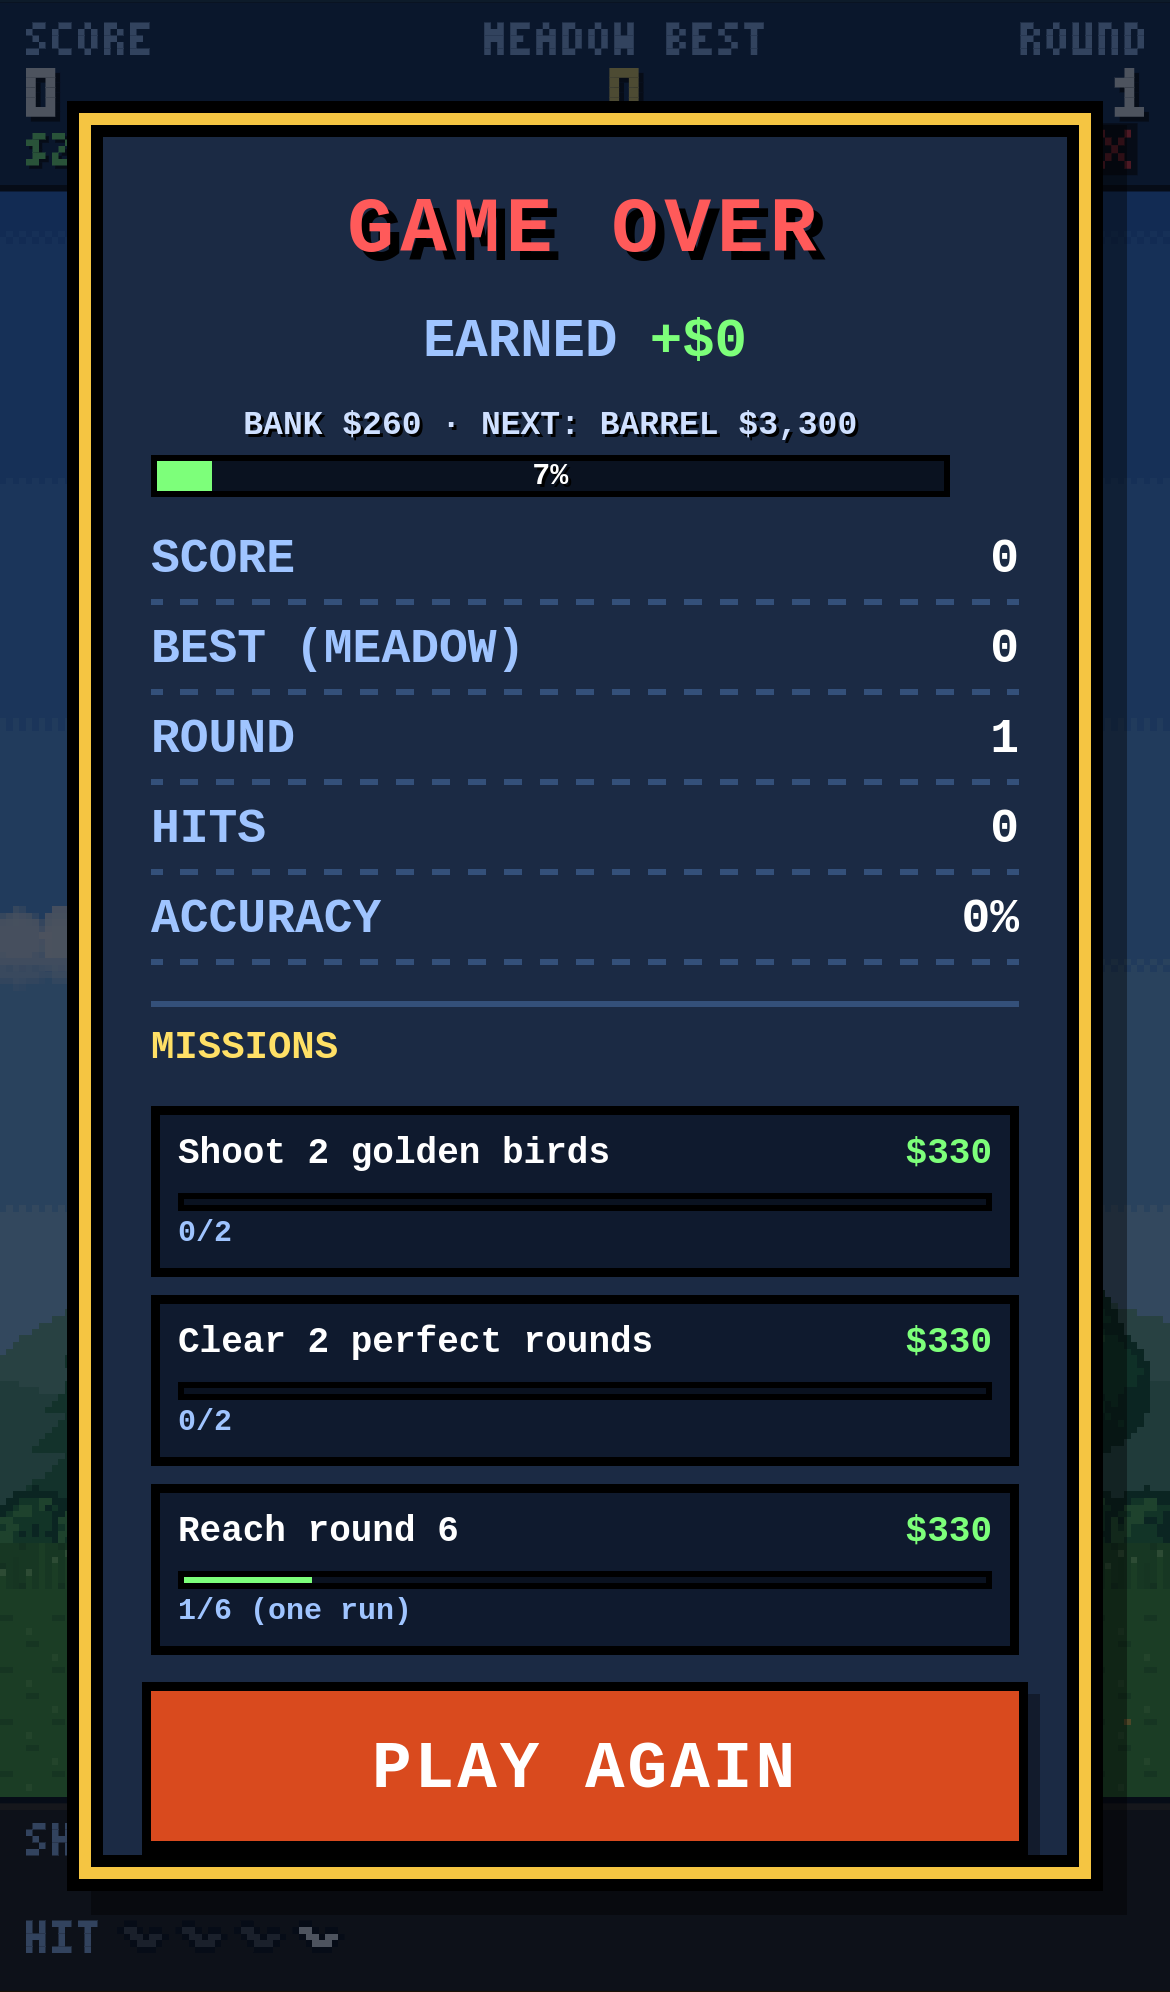 SCORE MEADOW BEST ROUND
0 0 1
GAME OVER
EARNED +$0
BANK $260 · NEXT: BARREL $3,300
7%
SCORE 0
BEST (MEADOW) 0
ROUND 1
HITS 0
ACCURACY 0%
MISSIONS
Shoot 2 golden birds $330
0/2
Clear 2 perfect rounds $330
0/2
Reach round 6 $330
1/6 (one run)
PLAY AGAIN
HIT